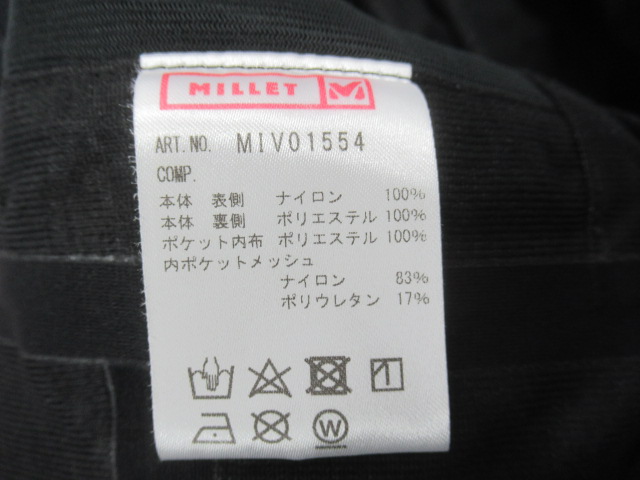 MILLET
ART.NO. MIV01554
COMP.
本体 表側 ナイロン 100%
本体 裏側 ポリエステル 100%
ポケット内布 ポリエステル 100%
内ポケットメッシュ
ナイロン 83%
ポリウレタン 17%
W